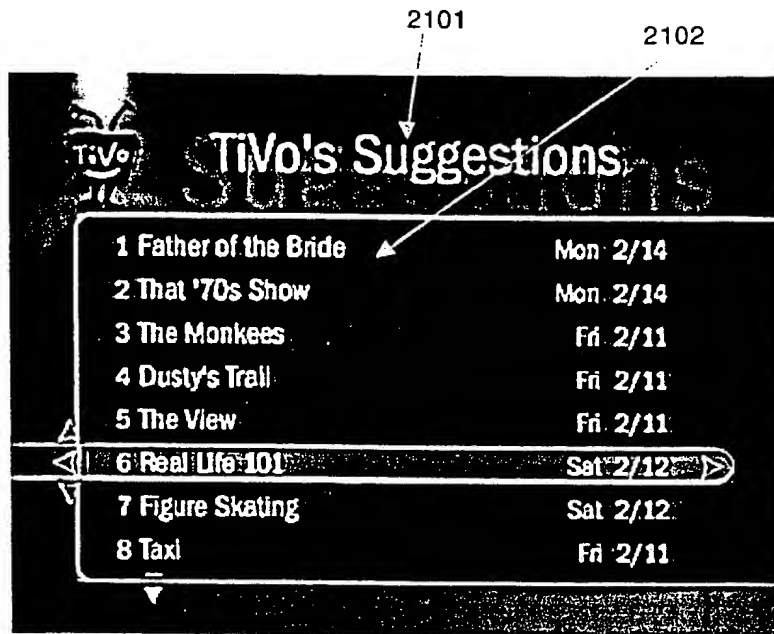 2101
2102
TiVo
TiVo's Suggestions
Suggestions
1 Father of the Bride Mon 2/14
2 That '70s Show Mon 2/14
3 The Monkees Fri 2/11
4 Dusty's Trail Fri 2/11
5 The View Fri 2/11
6 Real Life 101 Sat 2/12
7 Figure Skating Sat 2/12
8 Taxi Fri 2/11